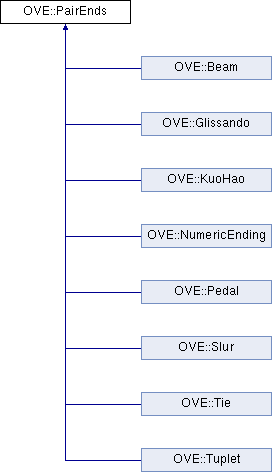 OVE::PairEnds
OVE::Beam
OVE::Glissando
OVE::KuoHao
OVE::NumericEnding
OVE::Pedal
OVE::Slur
OVE::Tie
OVE::Tuplet